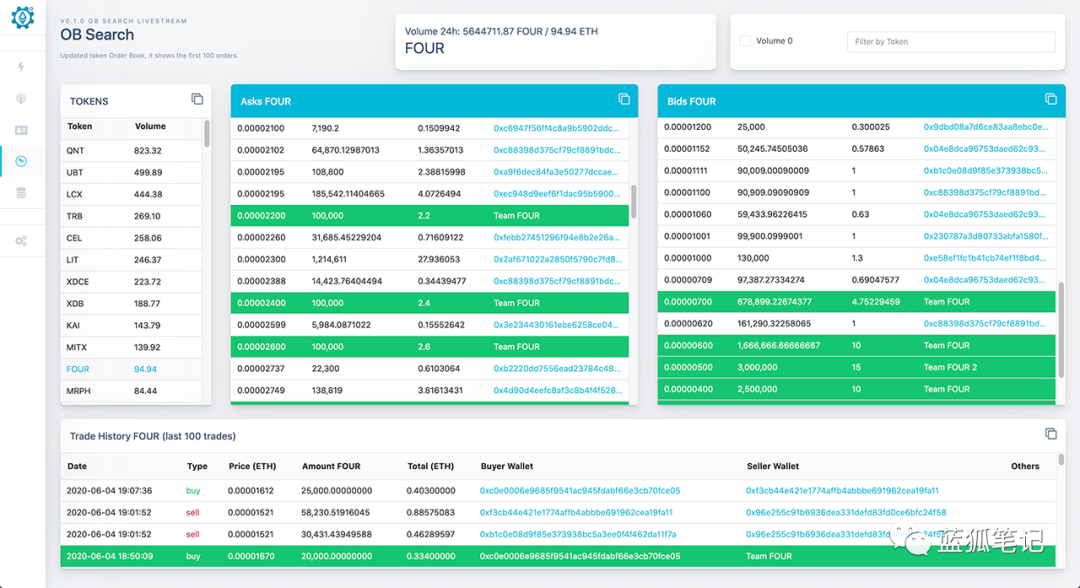 V0.1.0 OB SEARCH LIVESTREAM
OB Search
Updated token Order Book, it shows the first 100 orders.
Volume 24h: 5644711.87 FOUR / 94.94 ETH
FOUR
Volume 0
Filter by Token
TOKENS
Token Volume
QNT 823.32
UBT 499.89
LCX 444.38
TRB 269.10
CEL 258.06
LIT 246.37
XDCE 223.72
XDB 188.77
KAI 143.79
MITX 139.92
FOUR 94.94
MRPH 84.44
Asks FOUR
0.00002100 7,190.2 0.1509942 0xc6947f56ff4c8a9b5902ddc...
0.00002102 64,870.12987013 1.36357013 0xc88398d375cf79cf8891bdc...
0.00002195 108,800 2.38815998 0xa9f6dec84fa3e50277dccae...
0.00002195 185,542.11404665 4.0726494 0xec948d9eef6f1dac95b5900...
0.00002200 100,000 2.2 Team FOUR
0.00002260 31,685.45229204 0.71609122 0xfebb27451296f94e8b2e26a...
0.00002300 1,214,611 27.936053 0x2af671022a2850f5790c7fd8...
0.00002388 14,423.76404494 0.34439477 0xc88398d375cf79cf8891bdc...
0.00002400 100,000 2.4 Team FOUR
0.00002599 5,984.0871022 0.15552642 0x3e234430161ebe6258ce04...
0.00002600 100,000 2.6 Team FOUR
0.00002737 22,300 0.6103064 0xb2220dd7556ead23784c48...
0.00002749 138,819 3.81613431 0x4d90d4eefc8af3c8b4f4f528...
Bids FOUR
0.00001200 25,000 0.300025 0x9dbd08a7d6ce83aa8ebc0e...
0.00001152 50,245.74505036 0.57863 0x04e8dca96753daed62c93...
0.00001111 90,009.00009009 1 0xb1c0e08d9f85e373938bc5...
0.00001100 90,909.09090909 1 0xc88398d375cf79cf8891bd...
0.00001060 59,433.96226415 0.63 0x04e8dca96753daed62c93...
0.00001001 99,900.0999001 1 0x230787a3d80733abfa1580f...
0.00001000 130,000 1.3 0xe58ef1fc1b41cb74ef1f8bd4...
0.00000709 97,387.27334274 0.69047577 0x04e8dca96753daed62c93...
0.00000700 678,899.22674377 4.75229459 Team FOUR
0.00000620 161,290.32258065 1 0xc88398d375cf79cf8891bd...
0.00000600 1,666,666.66666667 10 Team FOUR
0.00000500 3,000,000 15 Team FOUR 2
0.00000400 2,500,000 10 Team FOUR
Trade History FOUR (last 100 trades)
Date Type Price (ETH) Amount FOUR Total (ETH) Buyer Wallet Seller Wallet Others
2020-06-04 19:07:36 buy 0.00001612 25,000.00000000 0.40300000 0xc0e0006e9685f9541ac945fdabf66e3cb70fce05 0xf3cb44e421e1774affb4abbbe691962cea19fa11
2020-06-04 19:01:52 sell 0.00001521 58,230.51916045 0.88575083 0xf3cb44e421e1774affb4abbbe691962cea19fa11 0x96e255c91b6936dea331defd83fd0ce6bfc24f58
2020-06-04 19:01:52 sell 0.00001521 30,431.43949588 0.46289597 0xb1c0e08d9f85e373938bc5a3ee0f4f462da11f7a
2020-06-04 18:50:09 buy 0.00001670 20,000.00000000 0.33400000 0xc0e0006e9685f9541ac945fdabf66e3cb70fce05 Team FOUR
蓝狐笔记